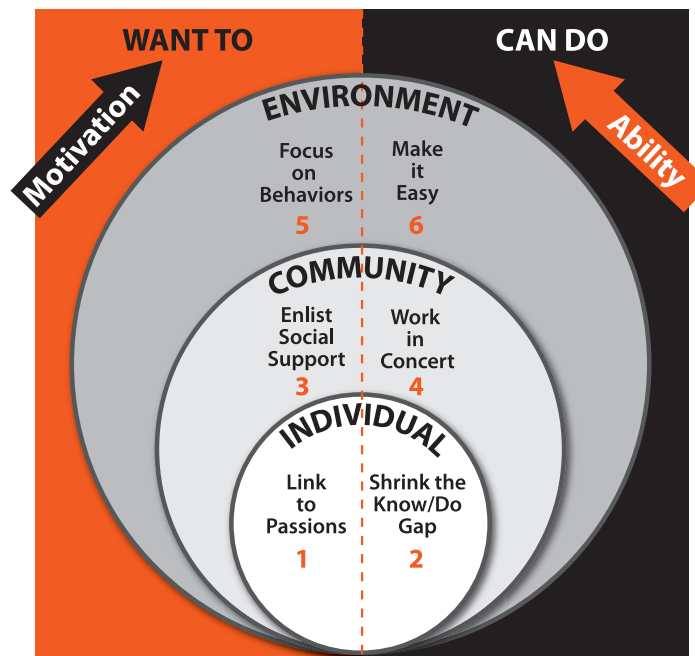 WANT TO
CAN DO
Motivation
Ability
ENVIRONMENT
Focus
on
Behaviors
5
Make
it
Easy
6
COMMUNITY
Enlist
Social
Support
3
Work
in
Concert
4
INDIVIDUAL
Link
to
Passions
1
Shrink the
Know/Do
Gap
2